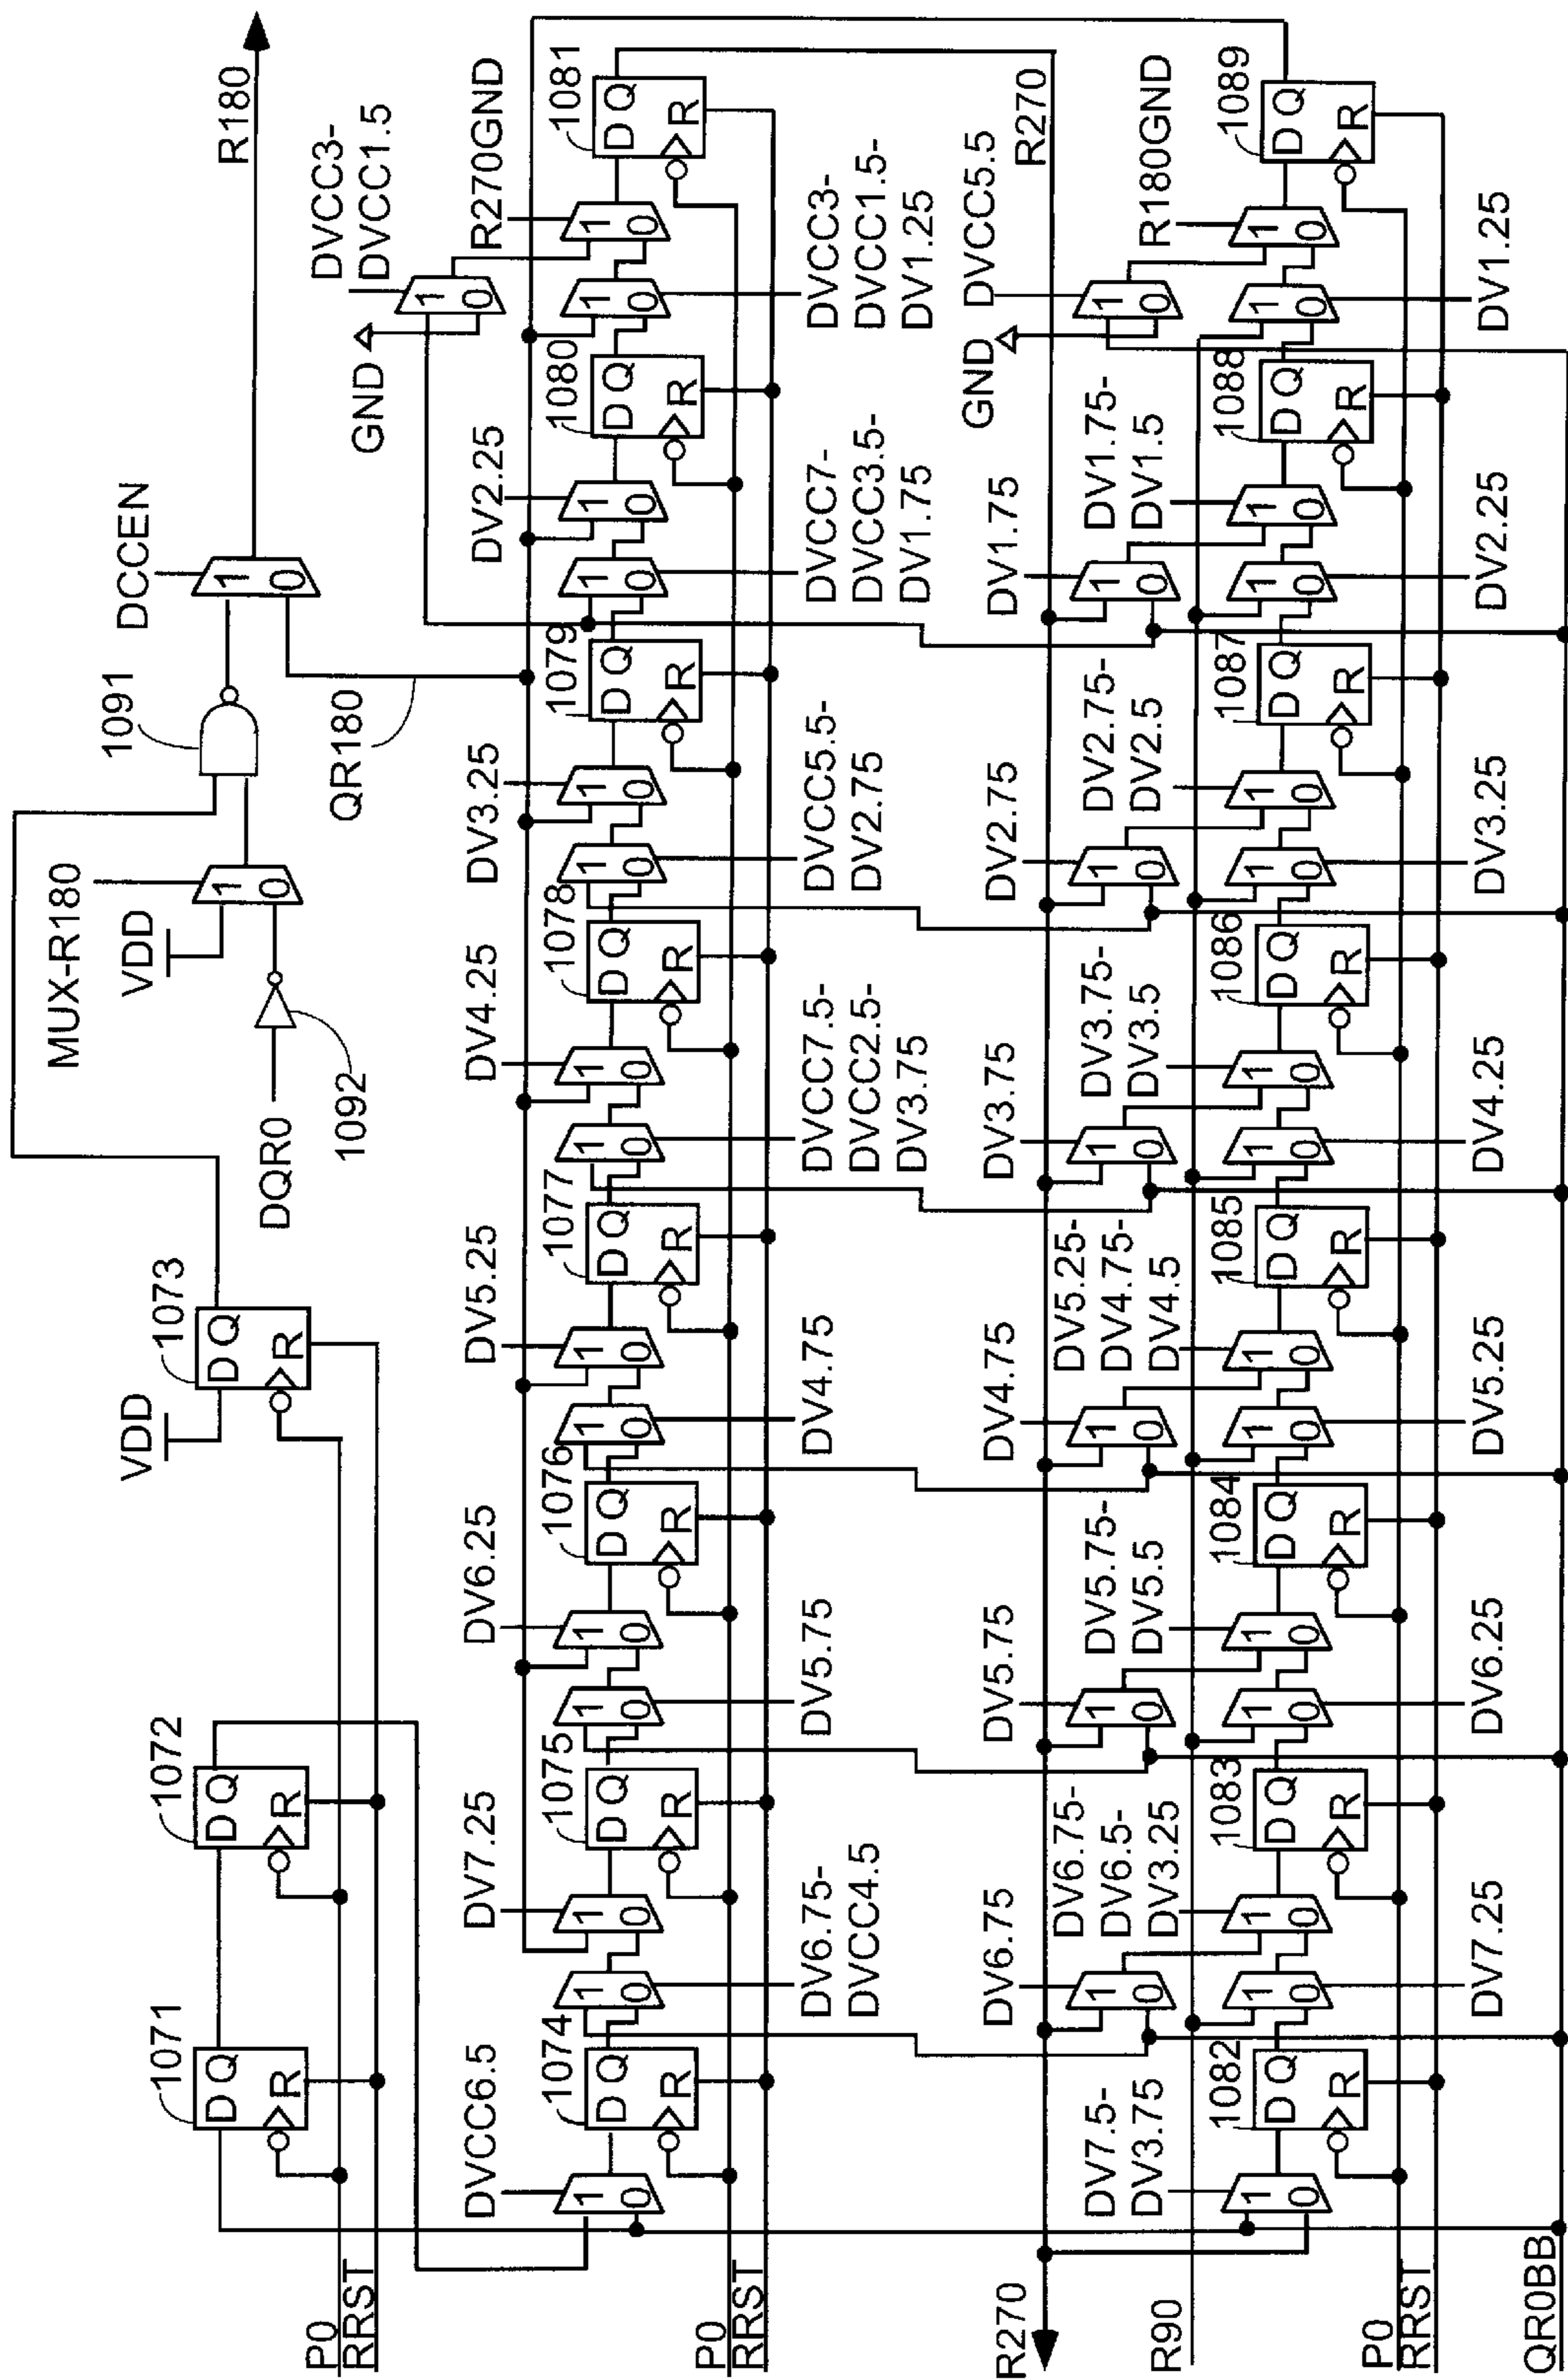 R180
DVCC3-
DVCC1.5
DCCEN
1091
MUX-R180
VDD
1 0
DQR0
1092
QR180
GND
VDD
1073
D Q
R
1071
D Q
R
1072
D Q
R
P0
RRST
DVCC6.5
DV7.25
DV6.25
DV5.25
DV4.25
DV3.25
DV2.25
R270GND
1074
D Q
R
1075
D Q
R
1076
D Q
R
1077
D Q
R
1078
D Q
R
1079
D Q
R
1080
D Q
R
1081
D Q
R
P0
RRST
DV6.75-
DVCC4.5
DV5.75
DV4.75
DVCC7.5-
DVCC2.5-
DV3.75
DVCC5.5-
DV2.75
DVCC7-
DVCC3.5-
DV1.75
DVCC3-
DVCC1.5-
DV1.25
R270
R270
R90
DV7.5-
DV3.75
DV6.75
DV6.75-
DV6.5-
DV3.25
DV5.75
DV5.75-
DV5.5
DV4.75
DV5.25-
DV4.75-
DV4.5
DV3.75
DV3.75-
DV3.5
DV2.75
DV2.75-
DV2.5
DV1.75
DV1.75-
DV1.5
GND
DVCC5.5
R180GND
1082
D Q
R
1083
D Q
R
1084
D Q
R
1085
D Q
R
1086
D Q
R
1087
D Q
R
1088
D Q
R
1089
D Q
R
P0
RRST
DV7.25
DV6.25
DV5.25
DV4.25
DV3.25
DV2.25
DV1.25
QR0BB